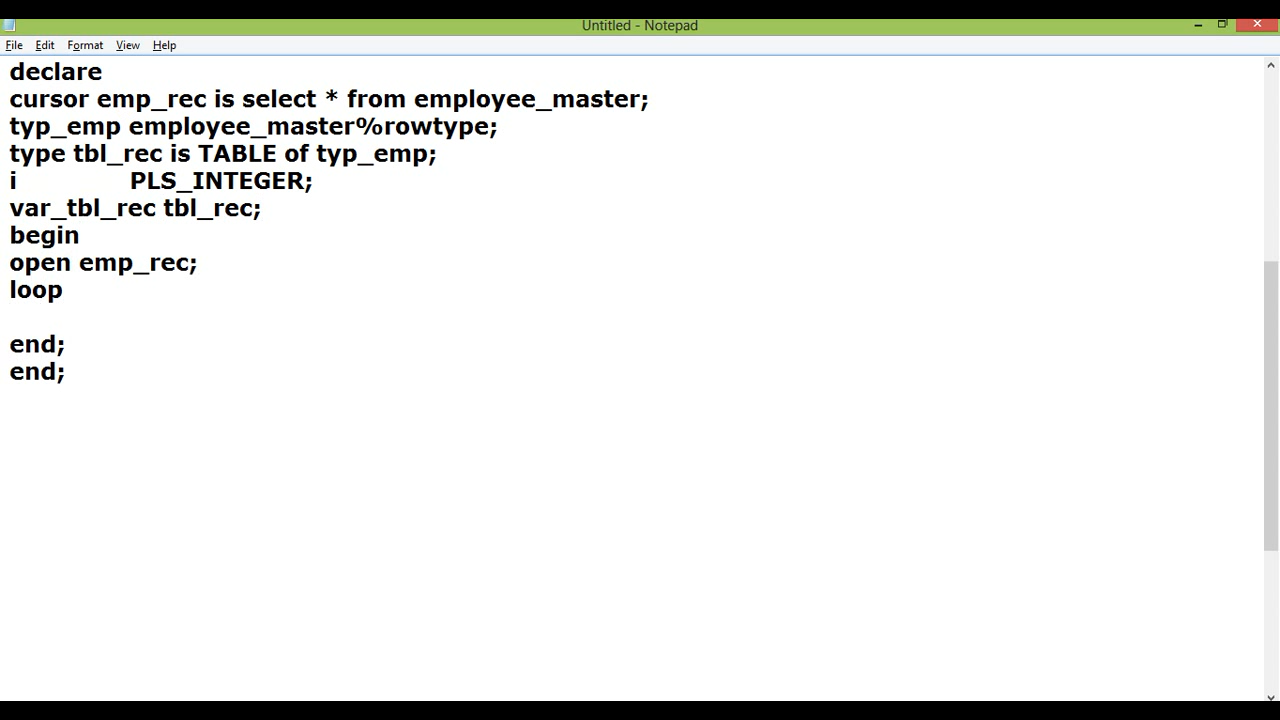 Untitled - Notepad
File Edit Format View Help
declare
cursor emp_rec is select * from employee_master;
typ_emp employee_master%rowtype;
type tbl_rec is TABLE of typ_emp;
i PLS_INTEGER;
var_tbl_rec tbl_rec;
begin
open emp_rec;
loop
end;
end;